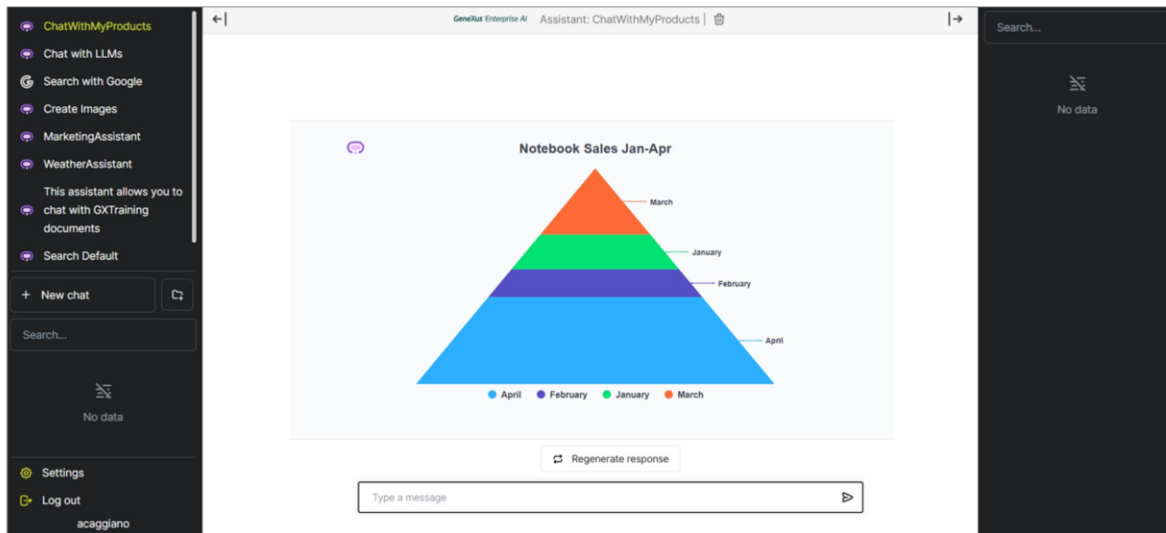 ChatWithMyProducts
Chat with LLMs
Search with Google
Create Images
MarketingAssistant
WeatherAssistant
This assistant allows you to
chat with GXTraining
documents
Search Default
New chat
Search...
No data
Settings
Log out
acaggiano
GeneXus Enterprise AI Assistant: ChatWithMyProducts
Notebook Sales Jan-Apr
March
January
February
April
April February January March
Regenerate response
Type a message
Search...
No data